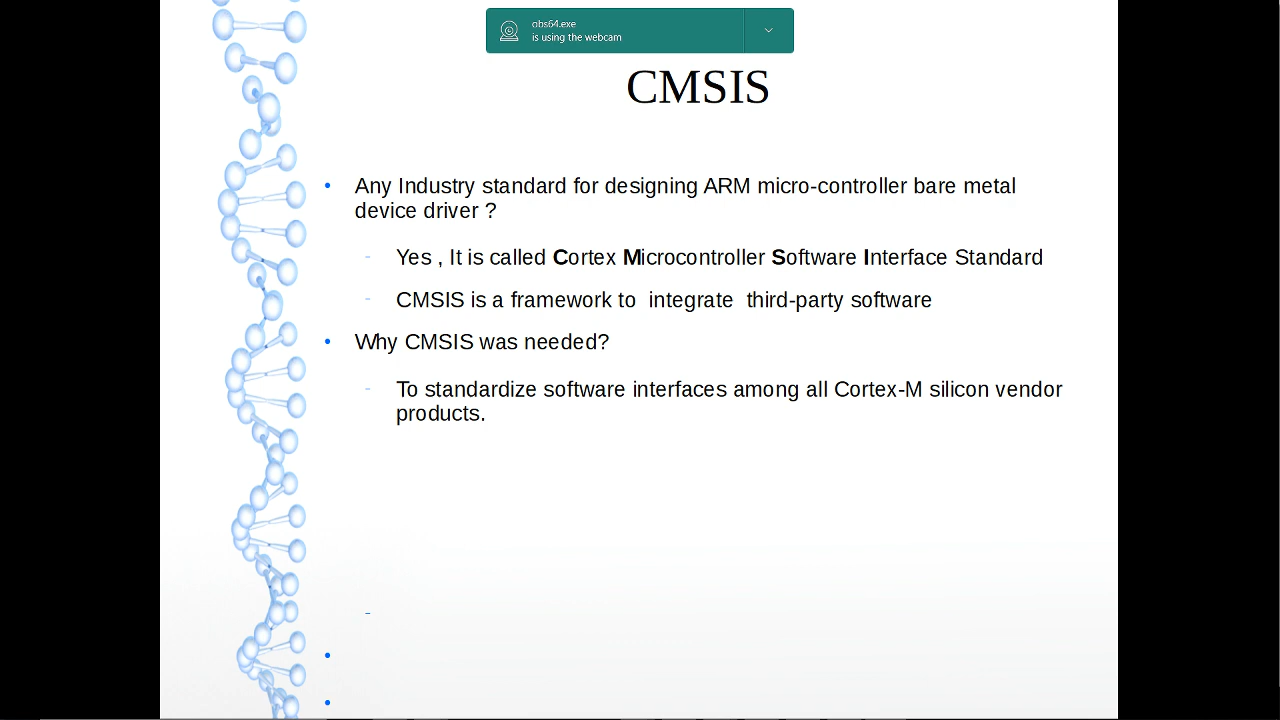 obs64.exe
is using the webcam
CMSIS
Any Industry standard for designing ARM micro-controller bare metal
device driver ?
Yes , It is called Cortex Microcontroller Software Interface Standard
CMSIS is a framework to integrate third-party software
Why CMSIS was needed?
To standardize software interfaces among all Cortex-M silicon vendor
products.